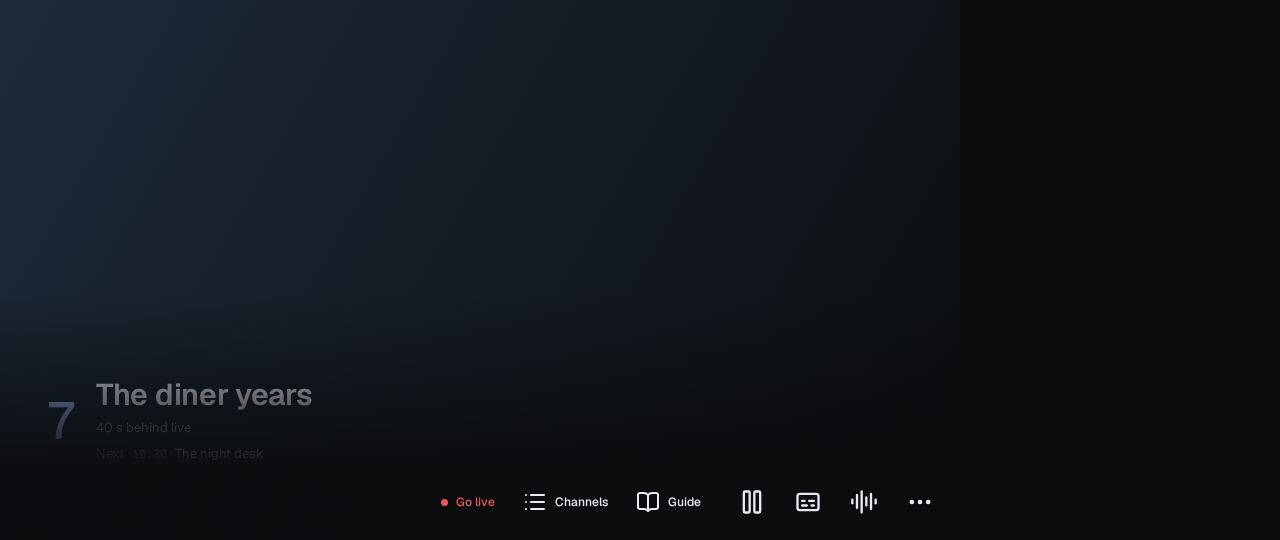 7
The diner years
40 s behind live
Next 10:30 The night desk
Go live Channels Guide